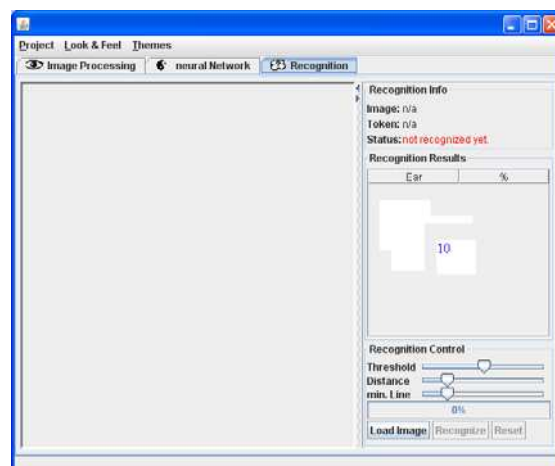 Project Look & Feel Themes
Image Processing neural Network Recognition
Recognition Info
Image: n/a
Token: n/a
Status: not recognized yet.
Recognition Results
Ear %
10
Recognition Control
Threshold
Distance
min. Line
0%
Load Image Recognize Reset